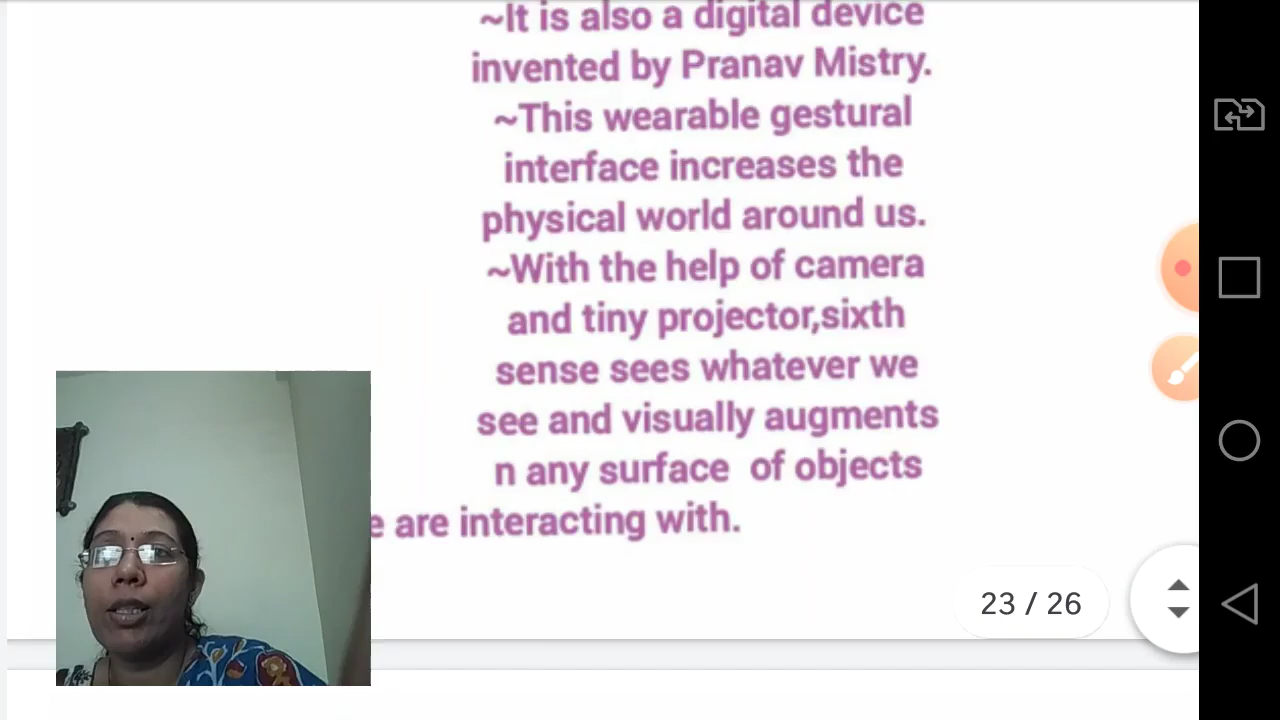 ~It is also a digital device
invented by Pranav Mistry.
~This wearable gestural
interface increases the
physical world around us.
~With the help of camera
and tiny projector,sixth
sense sees whatever we
see and visually augments
n any surface of objects
e are interacting with.
23 / 26